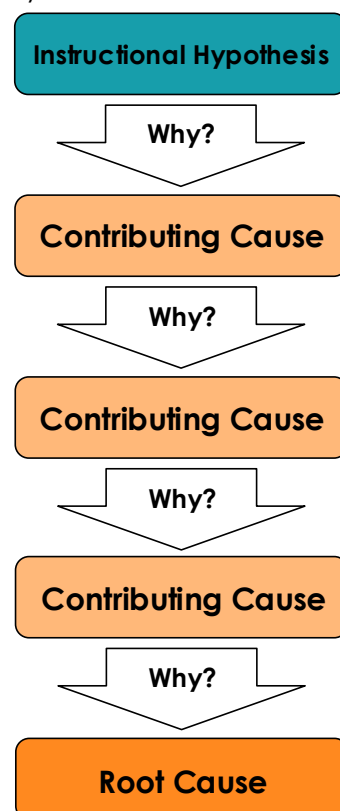 Instructional Hypothesis
Why?
Contributing Cause
Why?
Contributing Cause
Why?
Contributing Cause
Why?
Root Cause